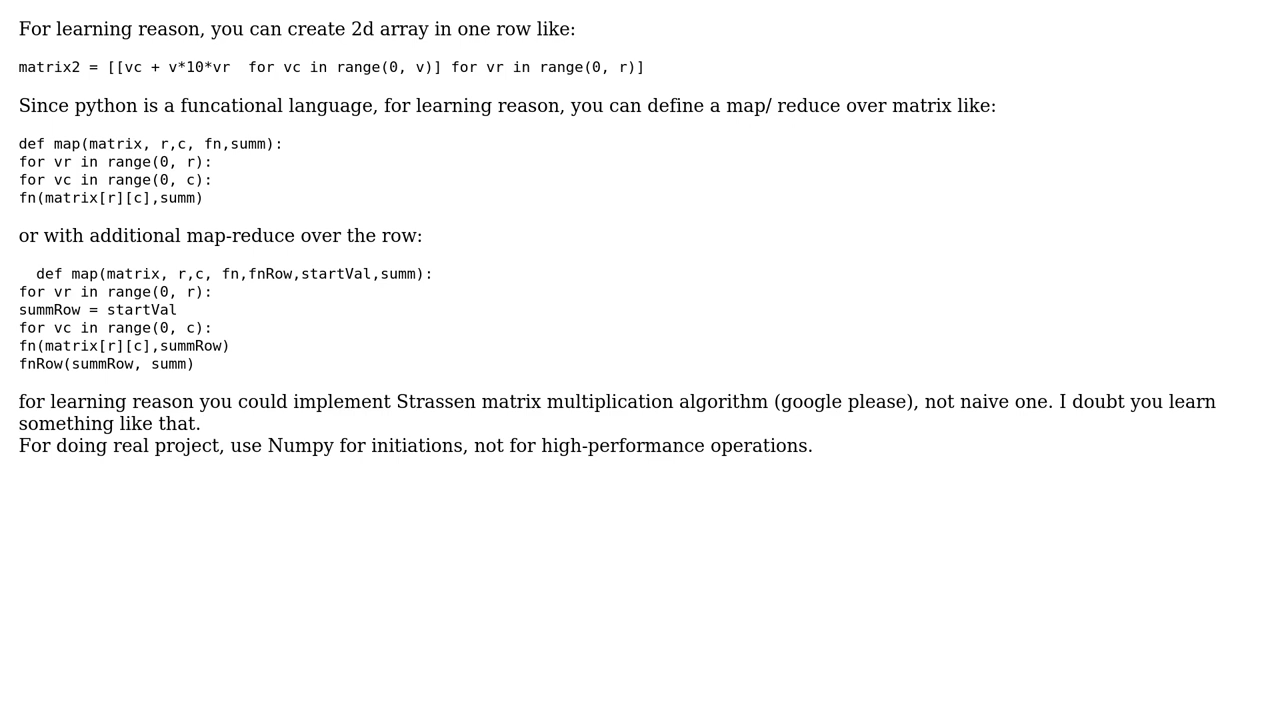 For learning reason, you can create 2d array in one row like:
matrix2 = [[vc + v*10*vr  for vc in range(0, v)] for vr in range(0, r)]
Since python is a funcational language, for learning reason, you can define a map/ reduce over matrix like:
def map(matrix, r,c, fn,summ):
for vr in range(0, r):
for vc in range(0, c):
fn(matrix[r][c],summ)
or with additional map-reduce over the row:
  def map(matrix, r,c, fn,fnRow,startVal,summ):
for vr in range(0, r):
summRow = startVal
for vc in range(0, c):
fn(matrix[r][c],summRow)
fnRow(summRow, summ)
for learning reason you could implement Strassen matrix multiplication algorithm (google please), not naive one. I doubt you learn
something like that.
For doing real project, use Numpy for initiations, not for high-performance operations.